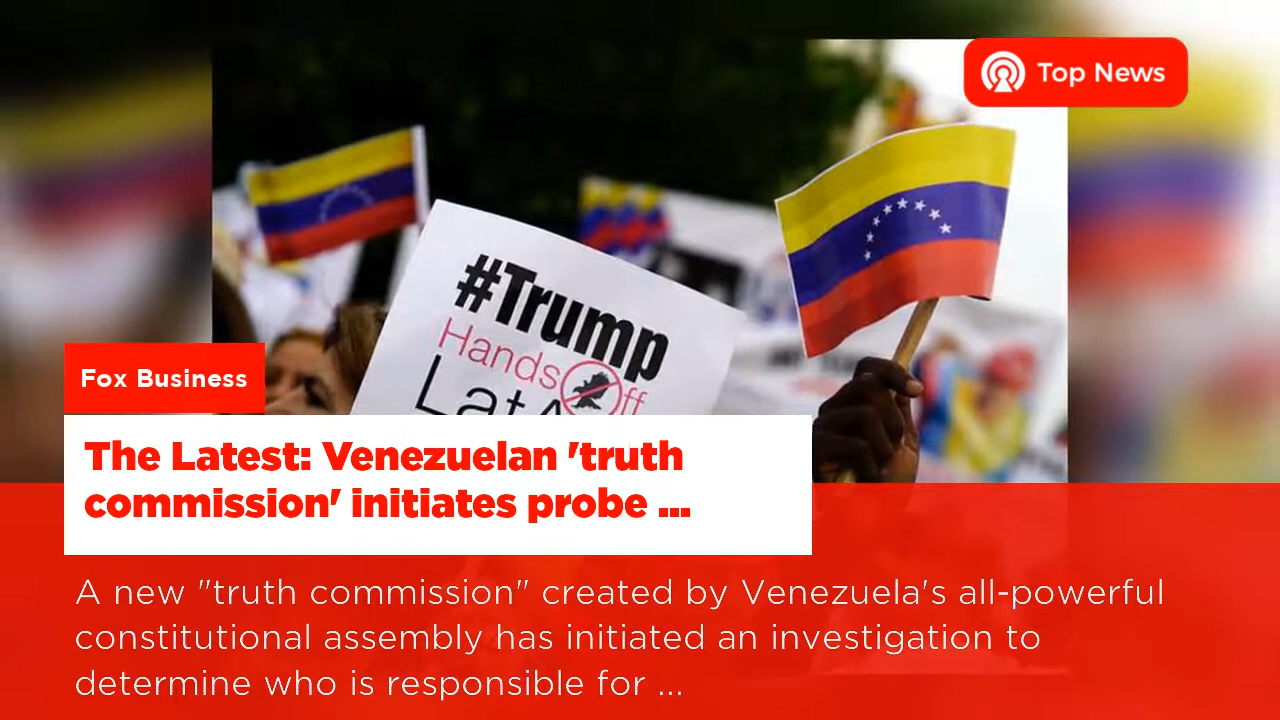 Top News
#Trump
Hands Off
Lat
Fox Business
The Latest: Venezuelan 'truth
commission' initiates probe ...
A new "truth commission" created by Venezuela's all-powerful
constitutional assembly has initiated an investigation to
determine who is responsible for ...